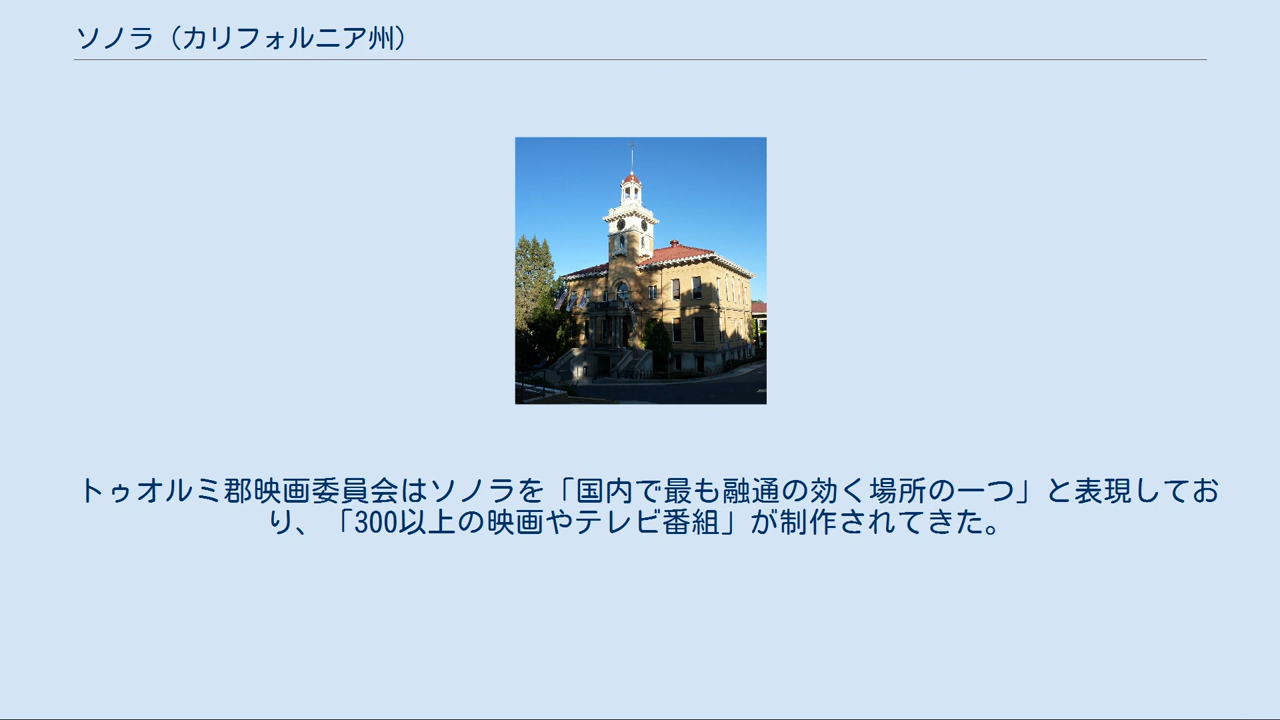 ソノラ（カリフォルニア州）
トゥオルミ郡映画委員会はソノラを「国内で最も融通の効く場所の一つ」と表現してお
り、「300以上の映画やテレビ番組」が制作されてきた。